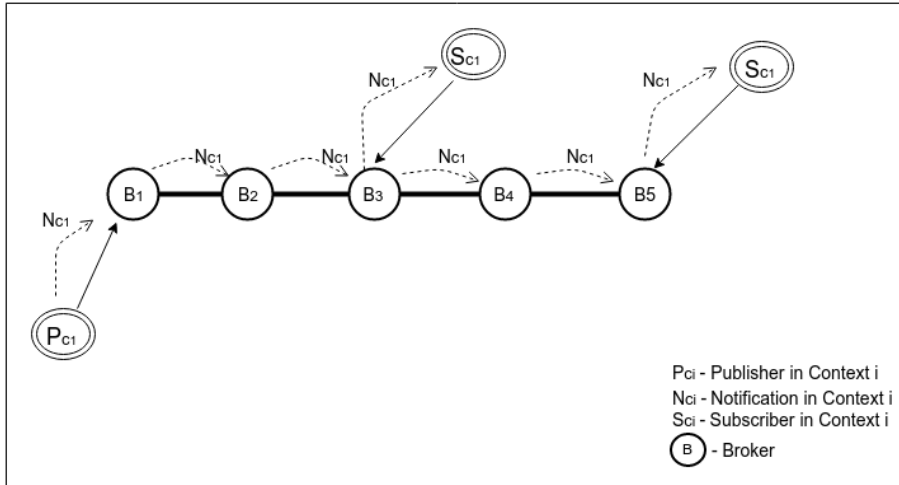 Sc1
Nc1
Nc1
Sc1
Nc1
Nc1
Nc1
Nc1
B1
B2
B3
B4
B5
Nc1
Pc1
Pci - Publisher in Context i
Nci - Notification in Context i
Sci - Subscriber in Context i
B - Broker